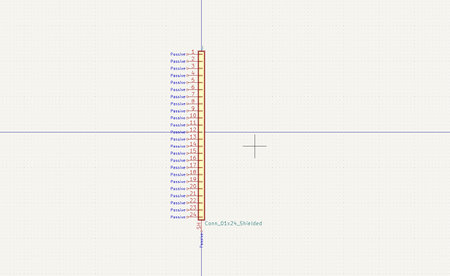 Passive 1
Passive 2
Passive 3
Passive 4
Passive 5
Passive 6
Passive 7
Passive 8
Passive 9
Passive 10
Passive 11
Passive 12
Passive 13
Passive 14
Passive 15
Passive 16
Passive 17
Passive 18
Passive 19
Passive 20
Passive 21
Passive 22
Passive 23
Passive 24
Conn_01x24_Shielded
SH
Passive